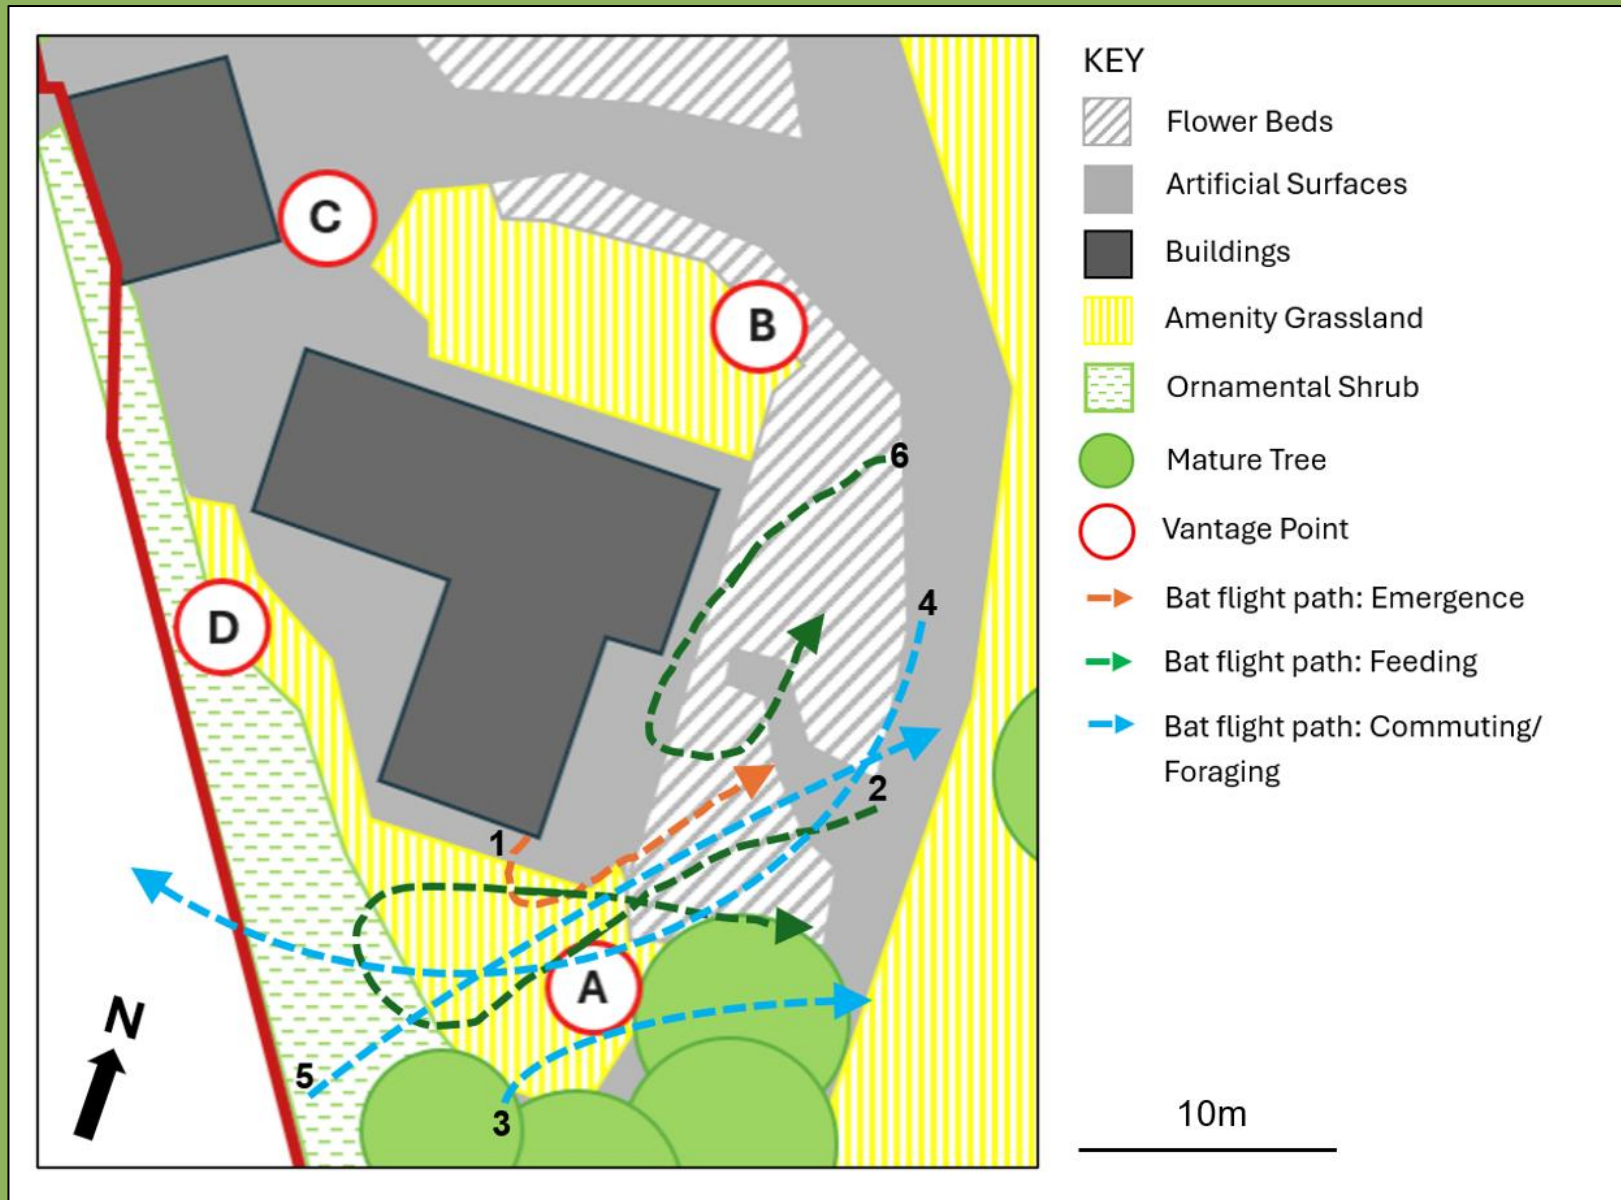 KEY
Flower Beds
Artificial Surfaces
Buildings
Amenity Grassland
Ornamental Shrub
Mature Tree
Vantage Point
Bat flight path: Emergence
Bat flight path: Feeding
Bat flight path: Commuting/
Foraging
10m
C
B
6
4
D
2
1
A
N
5
3